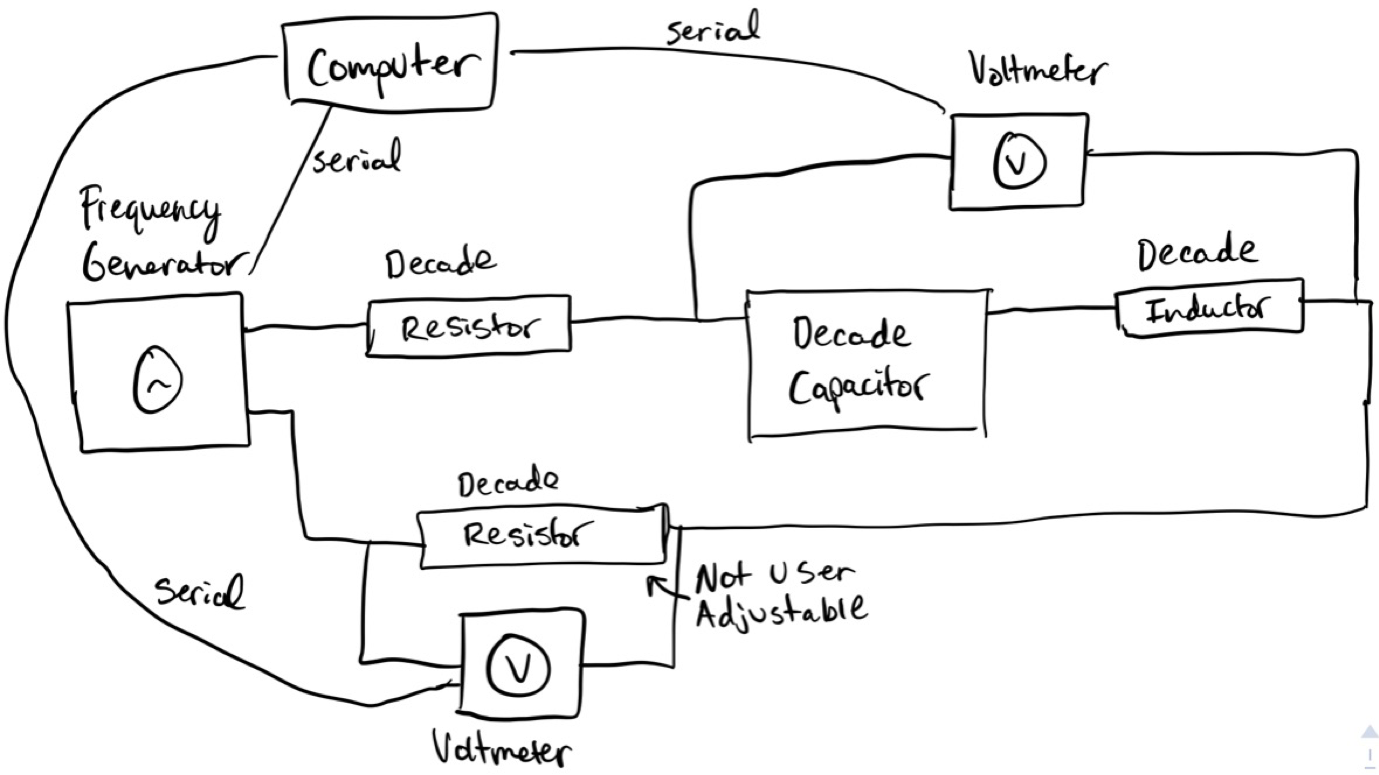 serial
Computer
Voltmeter
V
serial
Frequency
Generator
Decade
Resistor
Decade
Inductor
Decade
Capacitor
Decade
Resistor
Not User
Adjustable
serial
V
Voltmeter